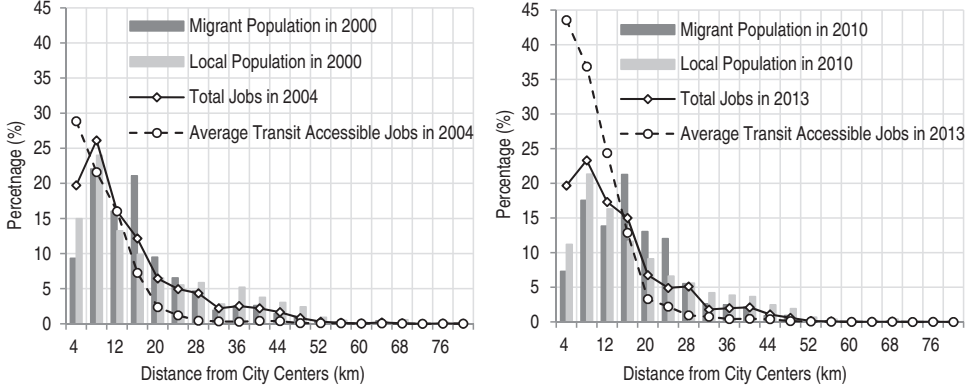 45
40
35
30
25
20
15
10
5
0
Percetnage (%)
Migrant Population in 2000
Local Population in 2000
Total Jobs in 2004
Average Transit Accessible Jobs in 2004
4 12 20 28 36 44 52 60 68 76
Distance from City Centers (km)
45
40
35
30
25
20
15
10
5
0
Percentage (%)
Migrant Population in 2010
Local Population in 2010
Total Jobs in 2013
Average Transit Accessible Jobs in 2013
4 12 20 28 36 44 52 60 68 76
Distance from City Centers (km)